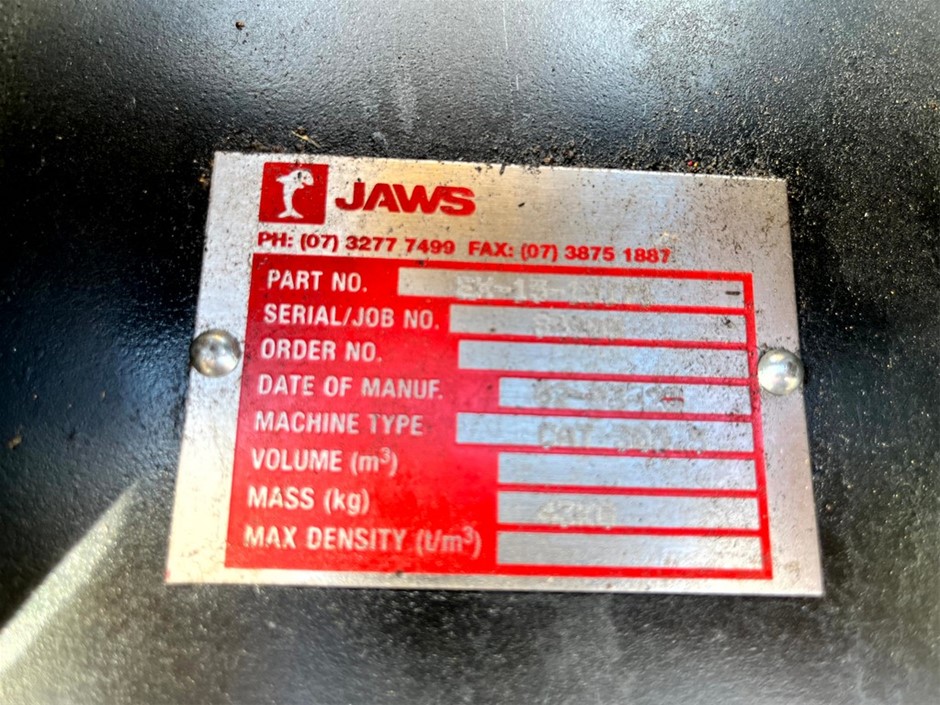 JAWS
PH: (07) 3277 7499 FAX: (07) 3875 1887
PART NO.
SERIAL/JOB NO.
ORDER NO.
DATE OF MANUF.
MACHINE TYPE CAT
VOLUME (m³)
MASS (kg)
MAX DENSITY (t/m³)